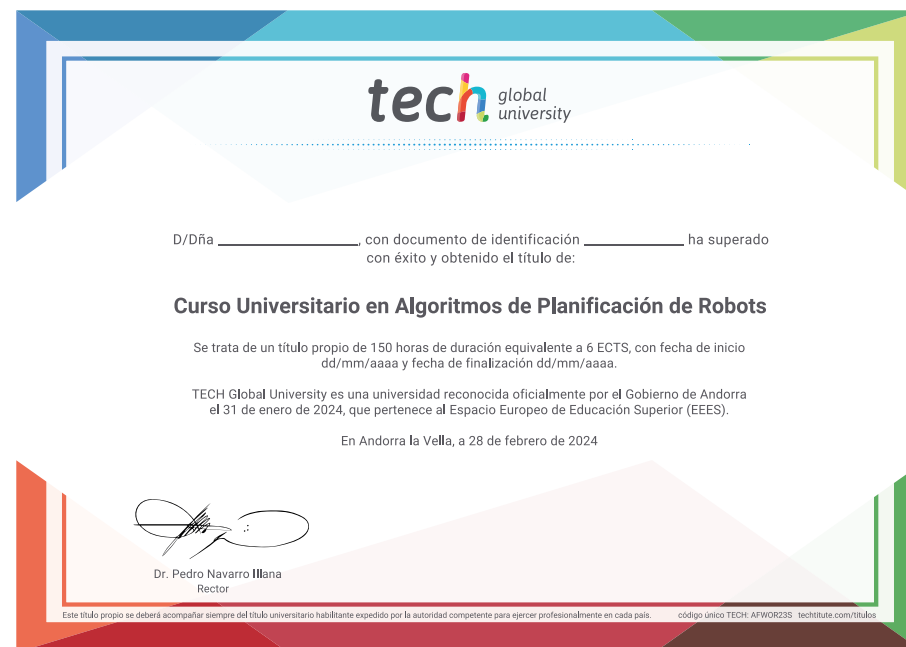 tech global
university
D/Dña ____________________, con documento de identificación ______________ ha superado
con éxito y obtenido el título de:
Curso Universitario en Algoritmos de Planificación de Robots
Se trata de un título propio de 150 horas de duración equivalente a 6 ECTS, con fecha de inicio
dd/mm/aaaa y fecha de finalización dd/mm/aaaa.
TECH Global University es una universidad reconocida oficialmente por el Gobierno de Andorra
el 31 de enero de 2024, que pertenece al Espacio Europeo de Educación Superior (EEES).
En Andorra la Vella, a 28 de febrero de 2024
Dr. Pedro Navarro Illana
Rector
Este título propio se deberá acompañar siempre del título universitario habilitante expedido por la autoridad competente para ejercer profesionalmente en cada país. código único TECH: AFWOR23S techtitute.com/titulos